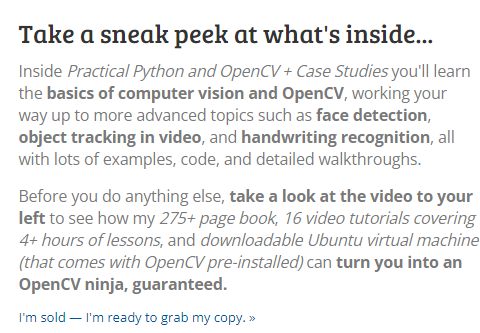 Take a sneak peek at what's inside...
Inside Practical Python and OpenCV + Case Studies you'll learn
the basics of computer vision and OpenCV, working your
way up to more advanced topics such as face detection,
object tracking in video, and handwriting recognition, all
with lots of examples, code, and detailed walkthroughs.
Before you do anything else, take a look at the video to your
left to see how my 275+ page book, 16 video tutorials covering
4+ hours of lessons, and downloadable Ubuntu virtual machine
(that comes with OpenCV pre-installed) can turn you into an
OpenCV ninja, guaranteed.
I'm sold — I'm ready to grab my copy. »